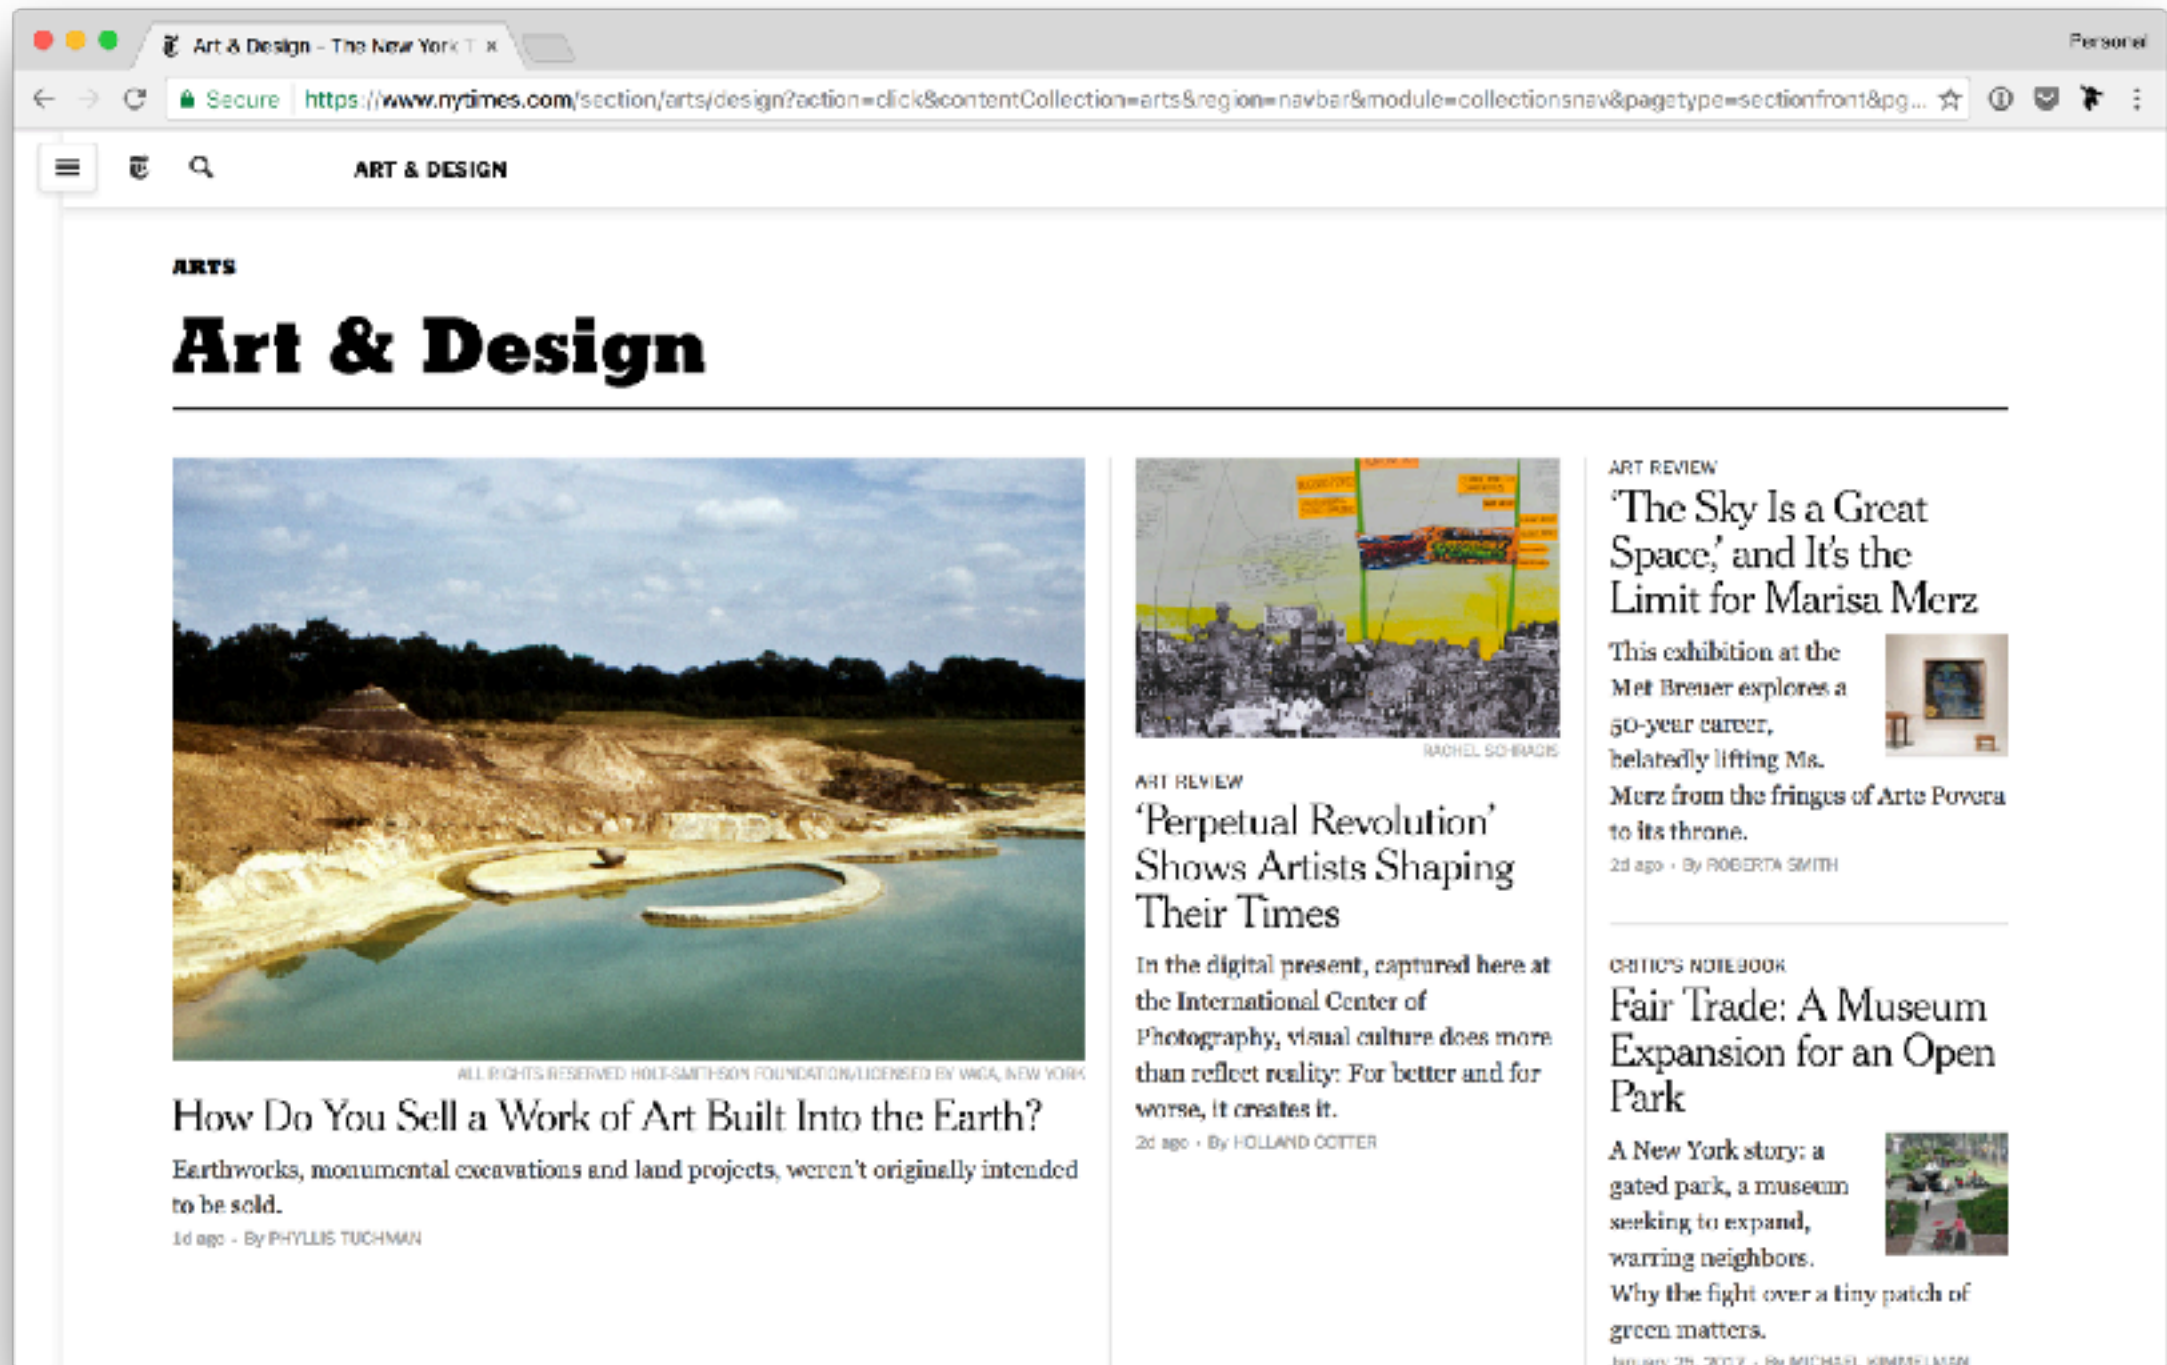 Art & Design - The New York T
Personal
Secure
https://www.nytimes.com/section/arts/design?action=click&contentCollection=arts&region=navbar&module=collectionsnav&pagetype=sectionfront&pg...
ART & DESIGN
ARTS
Art & Design
ALL RIGHTS RESERVED HOLT-SMITHSON FOUNDATION/LICENSED BY VAGA, NEW YORK
How Do You Sell a Work of Art Built Into the Earth?
Earthworks, monumental excavations and land projects, weren't originally intended
to be sold.
1d ago - By PHYLLIS TUCHMAN
RACHEL SCHRAGIS
ART REVIEW
‘Perpetual Revolution’
Shows Artists Shaping
Their Times
In the digital present, captured here at
the International Center of
Photography, visual culture does more
than reflect reality: For better and for
worse, it creates it.
2d ago · By HOLLAND COTTER
ART REVIEW
‘The Sky Is a Great
Space,’ and It’s the
Limit for Marisa Merz
This exhibition at the
Met Breuer explores a
50-year career,
belatedly lifting Ms.
Merz from the fringes of Arte Povera
to its throne.
2d ago · By ROBERTA SMITH
CRITIC'S NOTEBOOK
Fair Trade: A Museum
Expansion for an Open
Park
A New York story: a
gated park, a museum
seeking to expand,
warring neighbors.
Why the fight over a tiny patch of
green matters.
January 25, 2017 · By MICHAEL KIMMELMAN